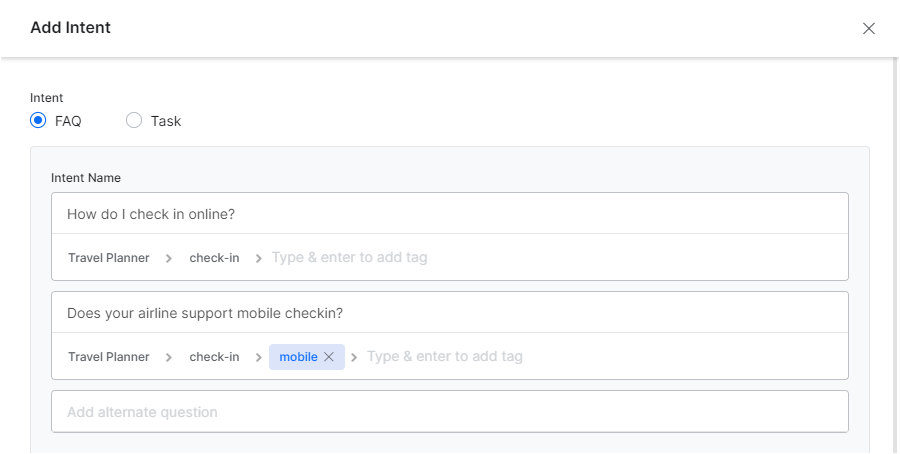 Add Intent
Intent
FAQ Task
Intent Name
How do I check in online?
Travel Planner check-in Type & enter to add tag
Does your airline support mobile checkin?
Travel Planner check-in mobile Type & enter to add tag
Add alternate question